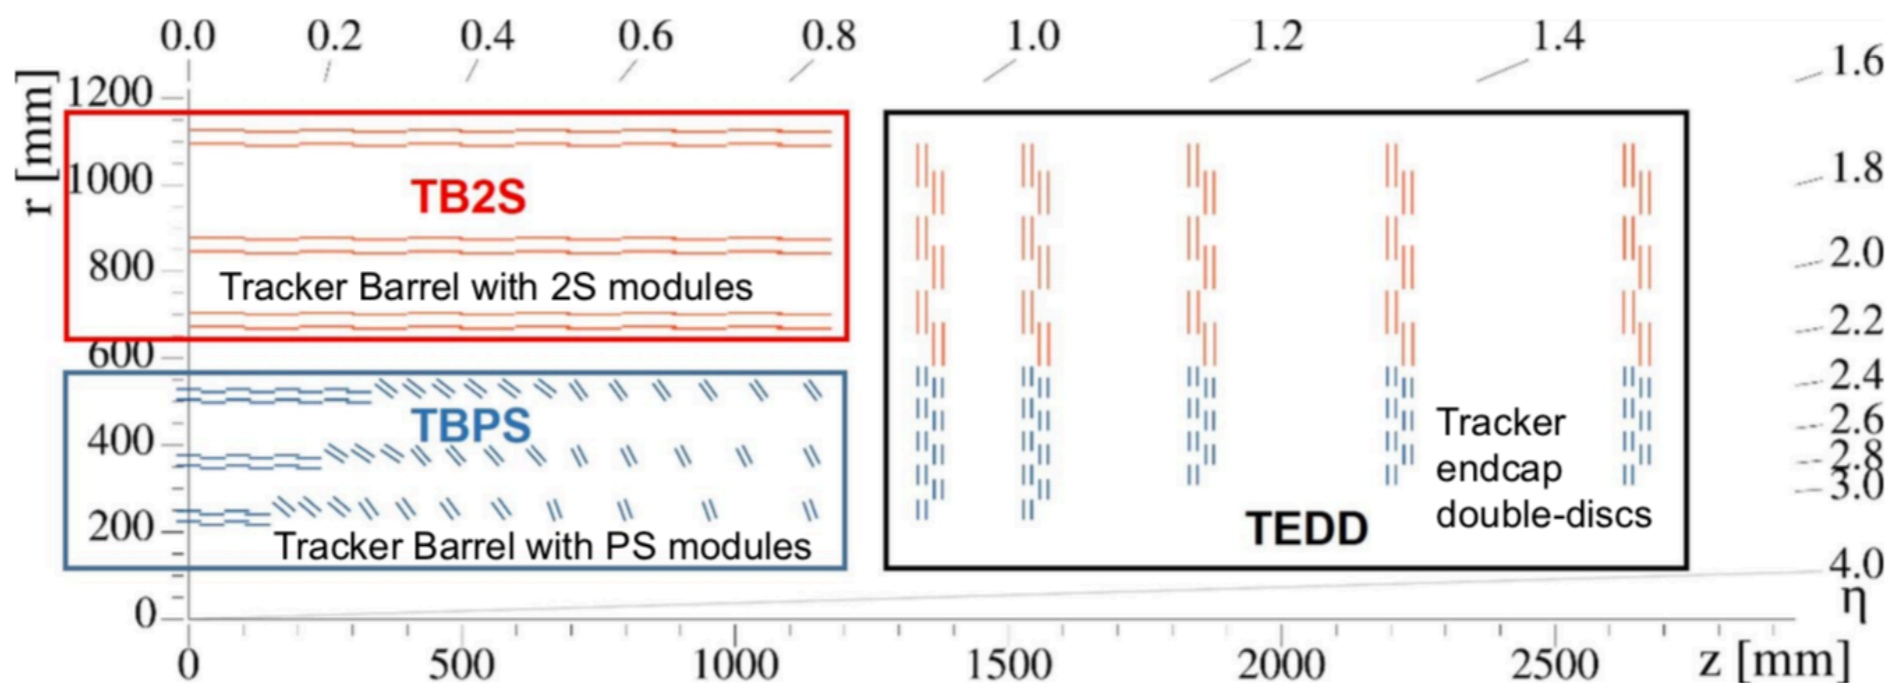 0.0 0.2 0.4 0.6 0.8 1.0 1.2 1.4 1.6
r [mm]
1200
1000
800
600
400
200
0
TB2S
Tracker Barrel with 2S modules
TBPS
Tracker Barrel with PS modules
Tracker
endcap
double-discs
TEDD
1.8
2.0
2.2
2.4
2.6
2.8
3.0
4.0
η
0 500 1000 1500 2000 2500 z [mm]